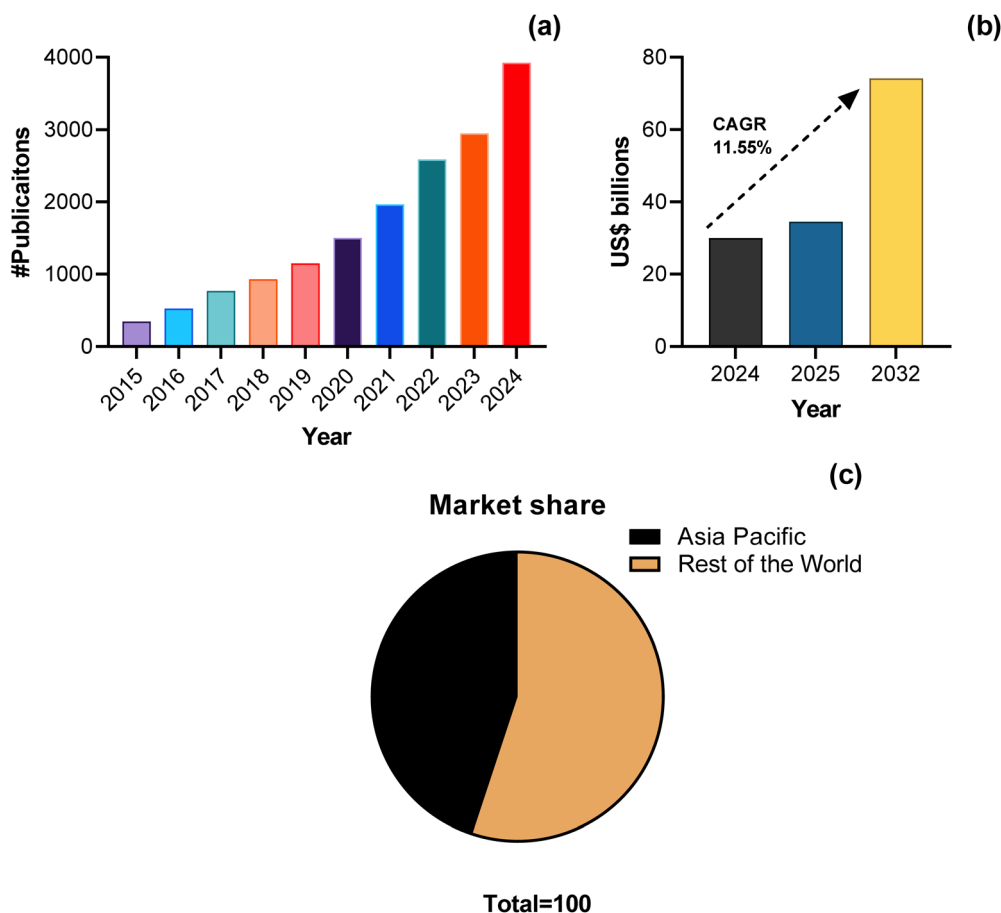 (a)
4000
3000
2000
1000
0
#Publicaitons
2015 2016 2017 2018 2019 2020 2021 2022 2023 2024
Year
(b)
80
60
40
20
0
US$ billions
CAGR
11.55%
2024 2025 2032
Year
(c)
Market share
Asia Pacific
Rest of the World
Total=100